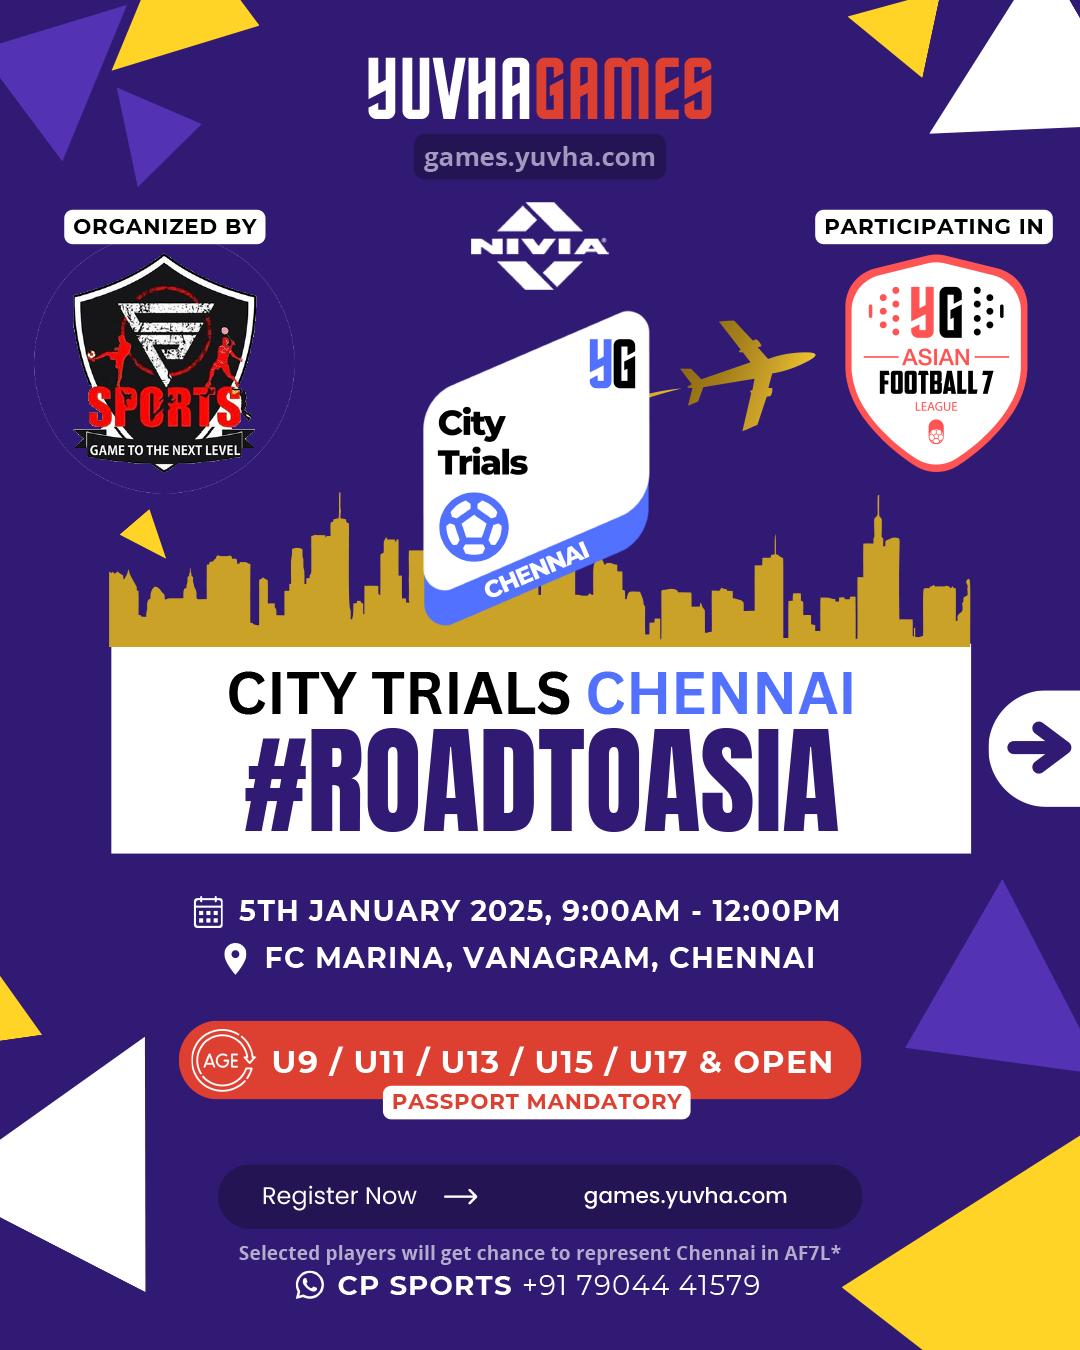 YUVHAGAMES
games.yuvha.com
ORGANIZED BY
NIVIA
PARTICIPATING IN
SPORTS
GAME TO THE NEXT LEVEL
YG
City
Trials
CHENNAI
YG
ASIAN
FOOTBALL 7
LEAGUE
CITY TRIALS CHENNAI
#ROADTOASIA
5TH JANUARY 2025, 9:00AM - 12:00PM
FC MARINA, VANAGRAM, CHENNAI
AGE U9 / U11 / U13 / U15 / U17 & OPEN
PASSPORT MANDATORY
Register Now → games.yuvha.com
Selected players will get chance to represent Chennai in AF7L*
CP SPORTS +91 79044 41579